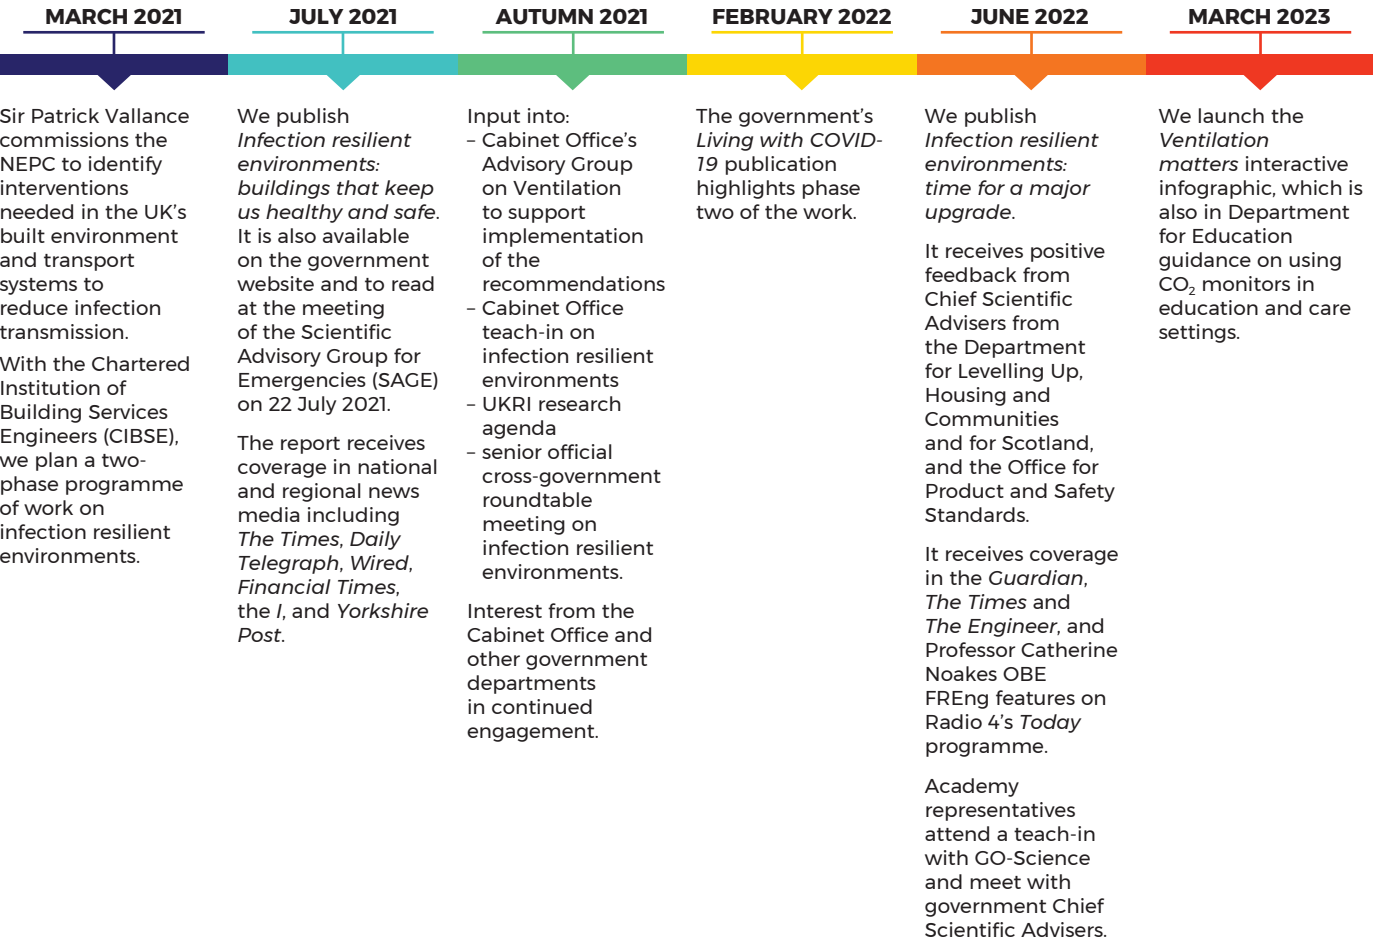 MARCH 2021
Sir Patrick Vallance
commissions the
NEPC to identify
interventions
needed in the UK’s
built environment
and transport
systems to
reduce infection
transmission.
With the Chartered
Institution of
Building Services
Engineers (CIBSE),
we plan a two-
phase programme
of work on
infection resilient
environments.
JULY 2021
We publish
Infection resilient
environments:
buildings that keep
us healthy and safe.
It is also available
on the government
website and to read
at the meeting
of the Scientific
Advisory Group for
Emergencies (SAGE)
on 22 July 2021.
The report receives
coverage in national
and regional news
media including
The Times, Daily
Telegraph, Wired,
Financial Times,
the I, and Yorkshire
Post.
AUTUMN 2021
Input into:
– Cabinet Office’s
Advisory Group
on Ventilation
to support
implementation
of the
recommendations
– Cabinet Office
teach-in on
infection resilient
environments
– UKRI research
agenda
– senior official
cross-government
roundtable
meeting on
infection resilient
environments.
Interest from the
Cabinet Office and
other government
departments
in continued
engagement.
FEBRUARY 2022
The government’s
Living with COVID-
19 publication
highlights phase
two of the work.
JUNE 2022
We publish
Infection resilient
environments:
time for a major
upgrade.
It receives positive
feedback from
Chief Scientific
Advisers from
the Department
for Levelling Up,
Housing and
Communities
and for Scotland,
and the Office for
Product and Safety
Standards.
It receives coverage
in the Guardian,
The Times and
The Engineer, and
Professor Catherine
Noakes OBE
FREng features on
Radio 4’s Today
programme.
Academy
representatives
attend a teach-in
with GO-Science
and meet with
government Chief
Scientific Advisers.
MARCH 2023
We launch the
Ventilation
matters interactive
infographic, which is
also in Department
for Education
guidance on using
CO₂ monitors in
education and care
settings.